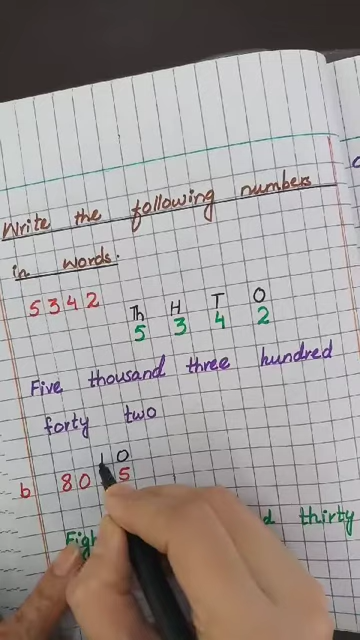 Write the following numbers
in words.
5342
Th H T O
5 3 4 2
Five thousand three hundred
forty two
O
b 80 5
thirty